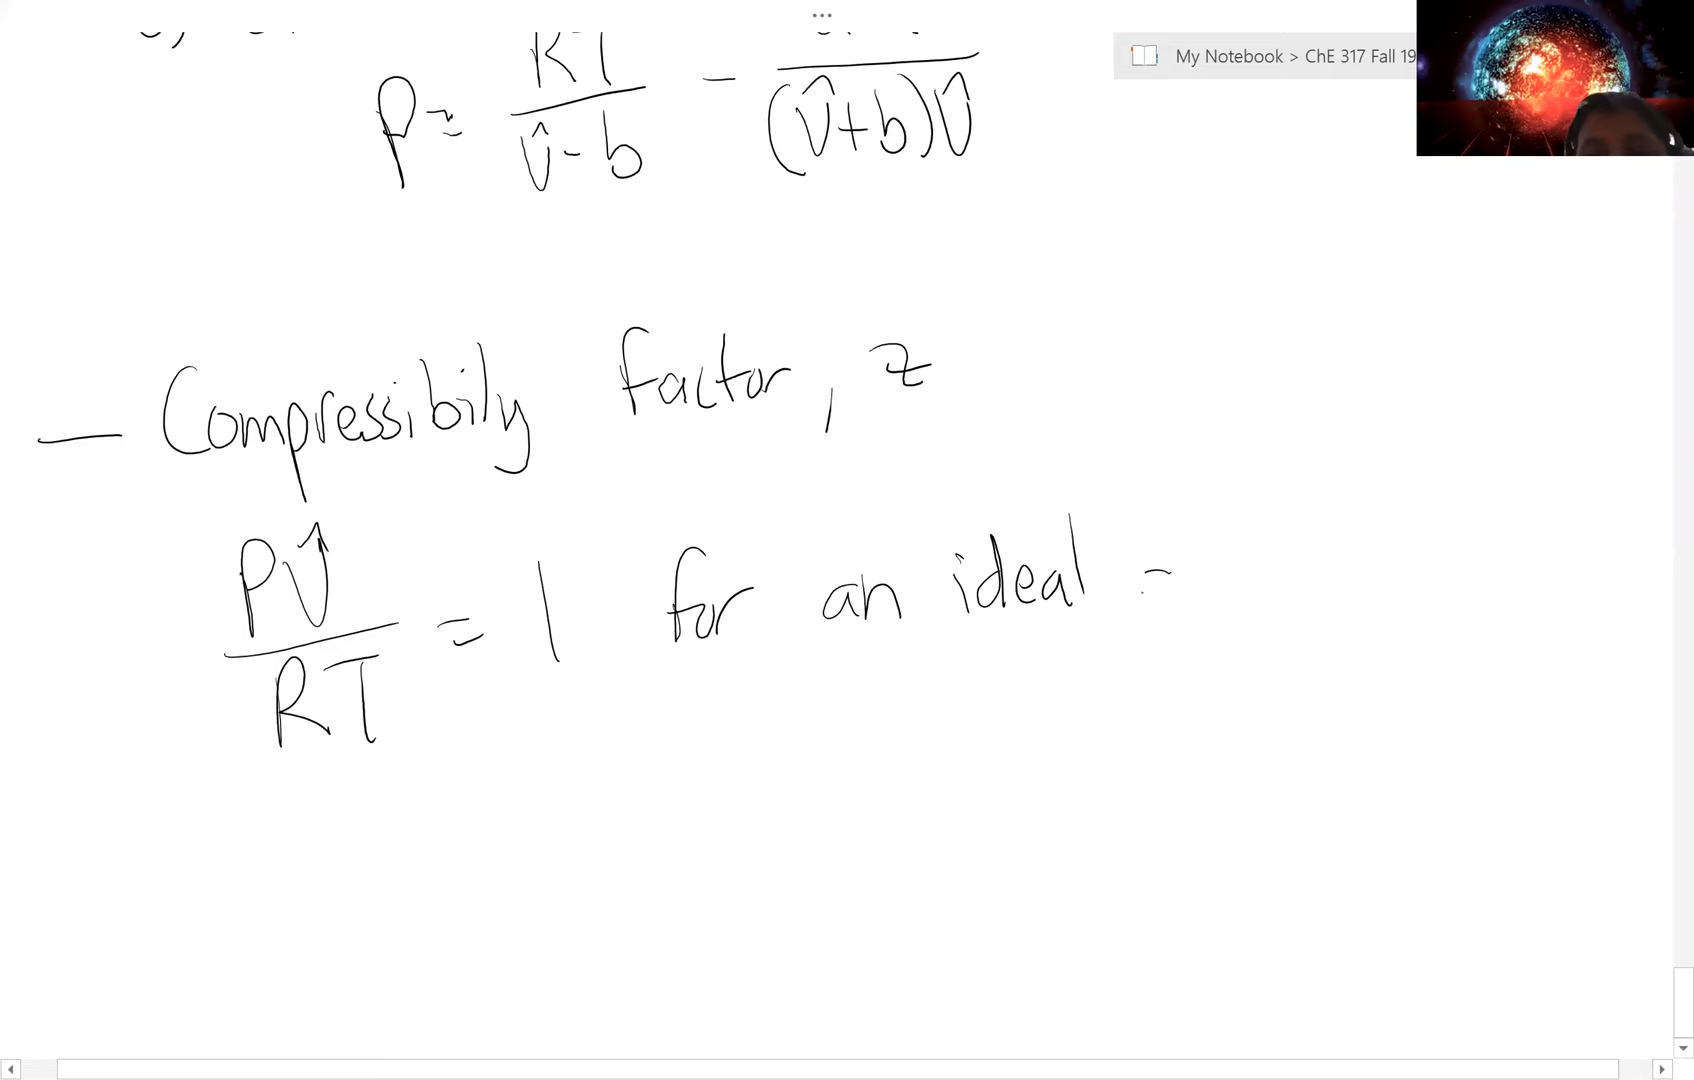 My Notebook > ChE 317 Fall 19
P = RT / (V̂ - b) - / (V̂+b)V̂
— Compressibily factor, z
PV̂ / RT = 1 for an ideal